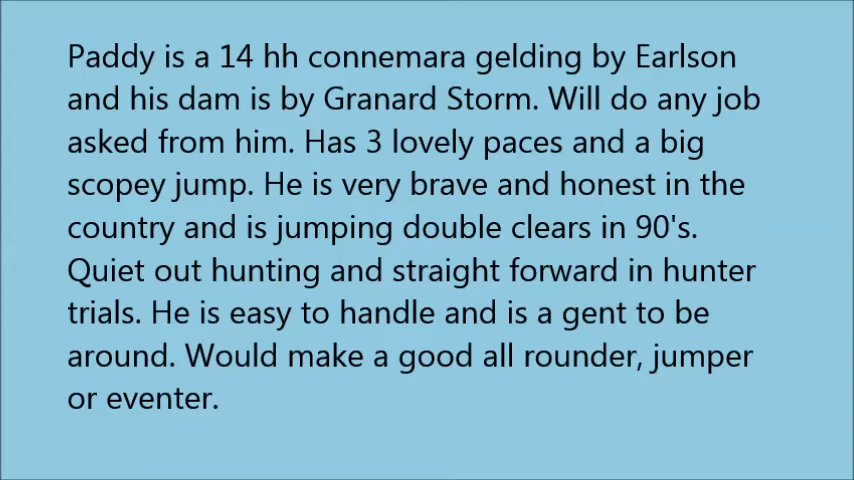 Paddy is a 14 hh connemara gelding by Earlson
and his dam is by Granard Storm. Will do any job
asked from him. Has 3 lovely paces and a big
scopey jump. He is very brave and honest in the
country and is jumping double clears in 90's.
Quiet out hunting and straight forward in hunter
trials. He is easy to handle and is a gent to be
around. Would make a good all rounder, jumper
or eventer.